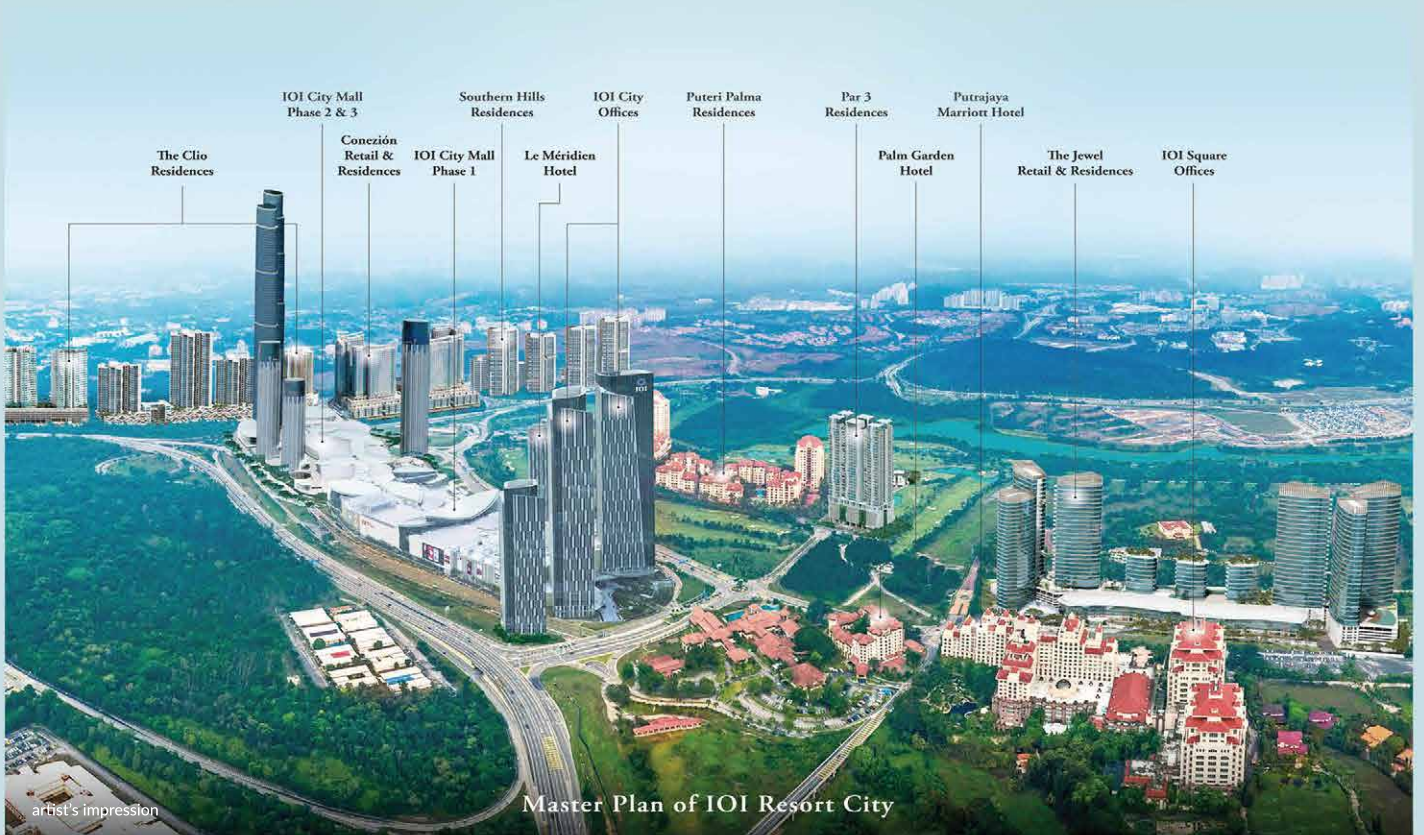 IOI City Mall
Phase 2 & 3
Southern Hills
Residences
IOI City
Offices
Puteri Palma
Residences
Par 3
Residences
Putrajaya
Marriott Hotel
The Clio
Residences
Conezión
Retail &
Residences
IOI City Mall
Phase 1
Le Méridien
Hotel
Palm Garden
Hotel
The Jewel
Retail & Residences
IOI Square
Offices
IOI
artist's impression
Master Plan of IOI Resort City